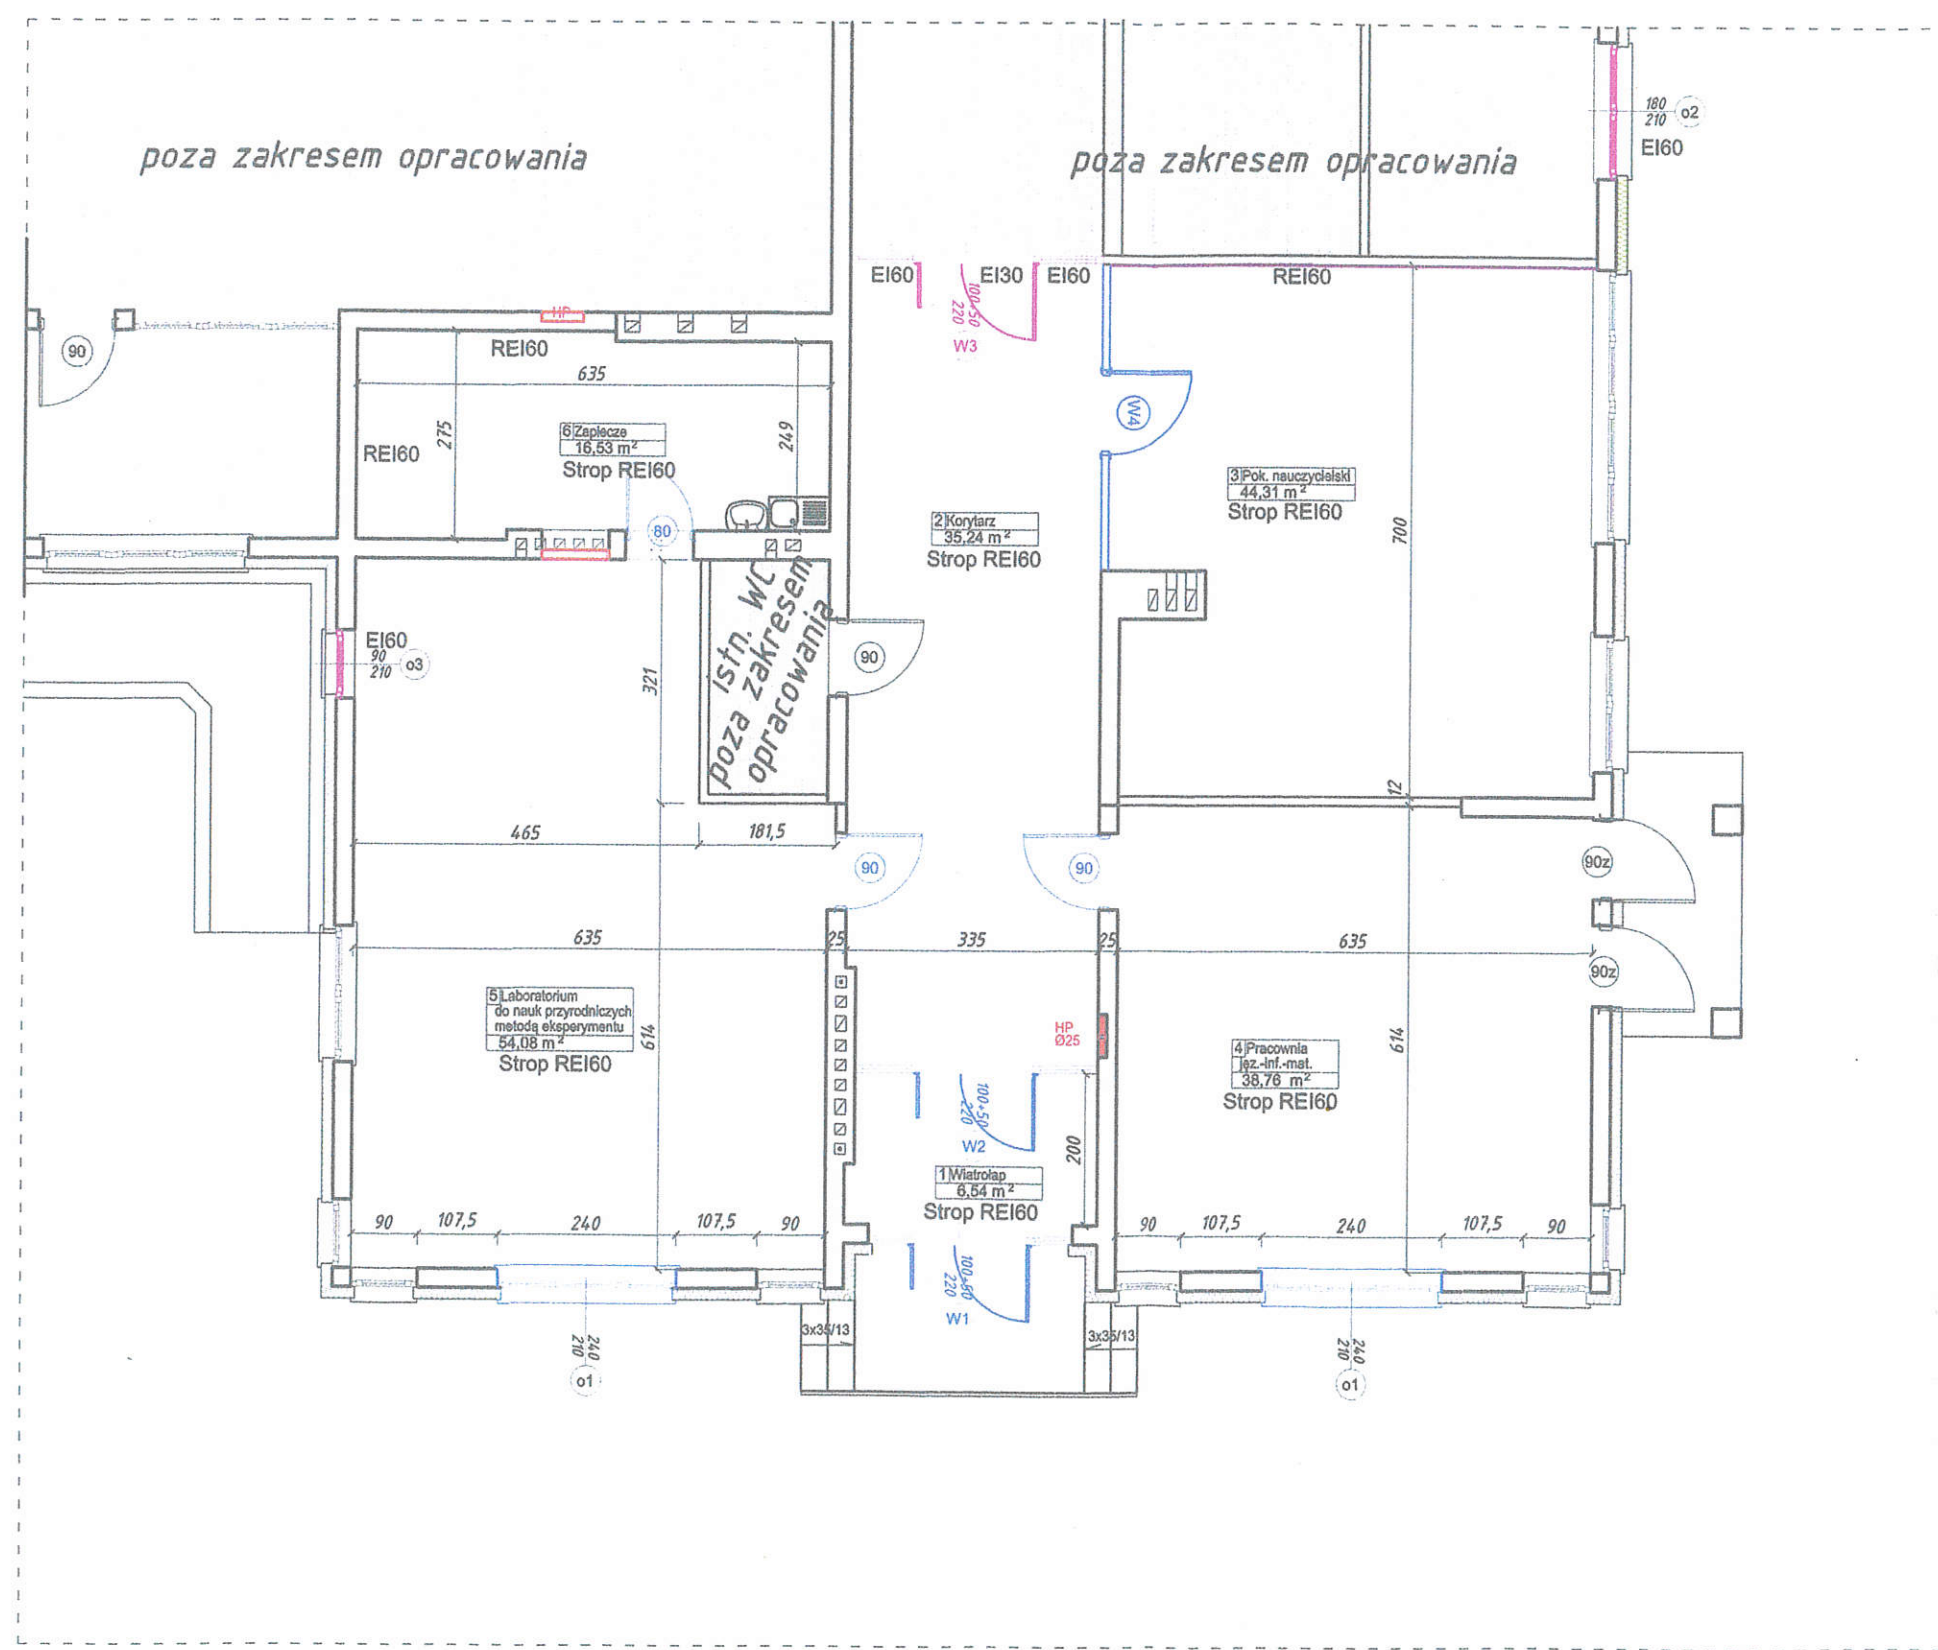 poza zakresem opracowania
poza zakresem opracowania
180
210
o2
EI60
EI60
EI30
EI60
REI60
100+50
220
W3
HP
90
REI60
635
275
249
REI60
6 Zaplecze
16,53 m²
Strop REI60
W4
3 Pok. nauczycielski
44,31 m²
Strop REI60
700
2 Korytarz
35,24 m²
Strop REI60
80
istn. WC
poza zakresem
opracowania
EI60
90
210
o3
321
90
12
465
181,5
90
90
90z
635
25
335
25
635
90z
5 Laboratorium
do nauk przyrodniczych
metodą eksperymentu
54,08 m²
Strop REI60
614
HP
Ø25
4 Pracownia
jęz.-inf.-mat.
38,76 m²
Strop REI60
614
100+50
220
W2
200
1 Wiatrołap
6,54 m²
Strop REI60
90
107,5
240
107,5
90
90
107,5
240
107,5
90
220
W1
3x35/13
3x35/13
240
210
o1
240
210
o1